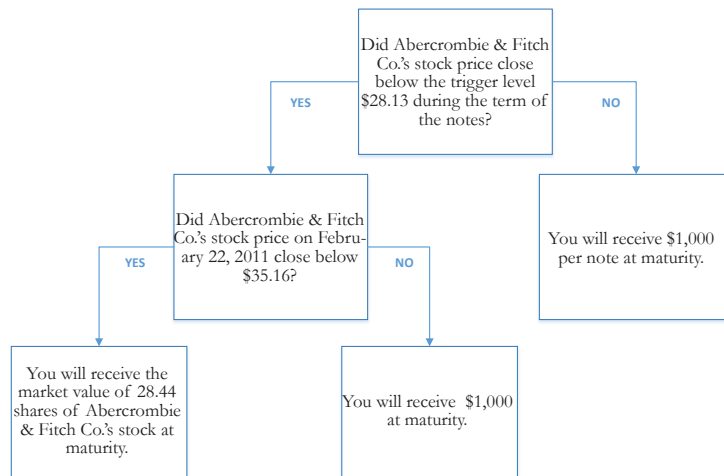 Did Abercrombie & Fitch
Co.'s stock price close
below the trigger level
$28.13 during the term of
the notes?
YES
NO
Did Abercrombie & Fitch
Co.'s stock price on Febru-
ary 22, 2011 close below
$35.16?
You will receive $1,000
per note at maturity.
YES
NO
You will receive the
market value of 28.44
shares of Abercrombie
& Fitch Co.'s stock at
maturity.
You will receive $1,000
at maturity.